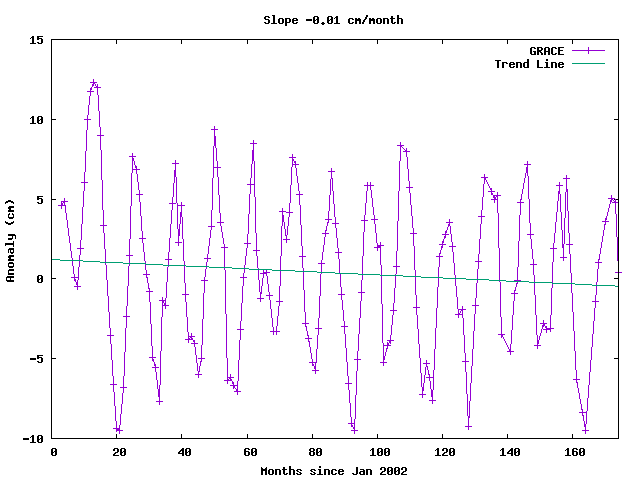 Slope -0.01 cm/month
15
10
5
0
-5
-10
Anomaly (cm)
GRACE
Trend Line
0 20 40 60 80 100 120 140 160
Months since Jan 2002